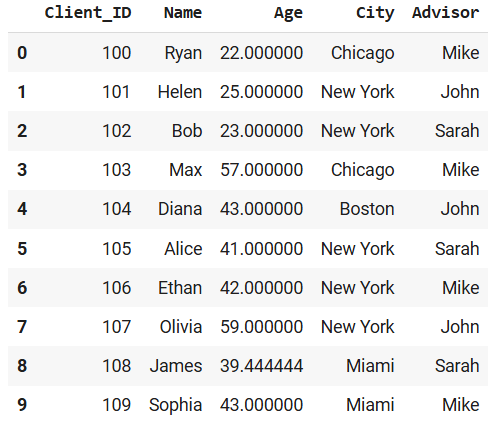 Client_ID Name Age City Advisor
0 100 Ryan 22.000000 Chicago Mike
1 101 Helen 25.000000 New York John
2 102 Bob 23.000000 New York Sarah
3 103 Max 57.000000 Chicago Mike
4 104 Diana 43.000000 Boston John
5 105 Alice 41.000000 New York Sarah
6 106 Ethan 42.000000 New York Mike
7 107 Olivia 59.000000 New York John
8 108 James 39.444444 Miami Sarah
9 109 Sophia 43.000000 Miami Mike